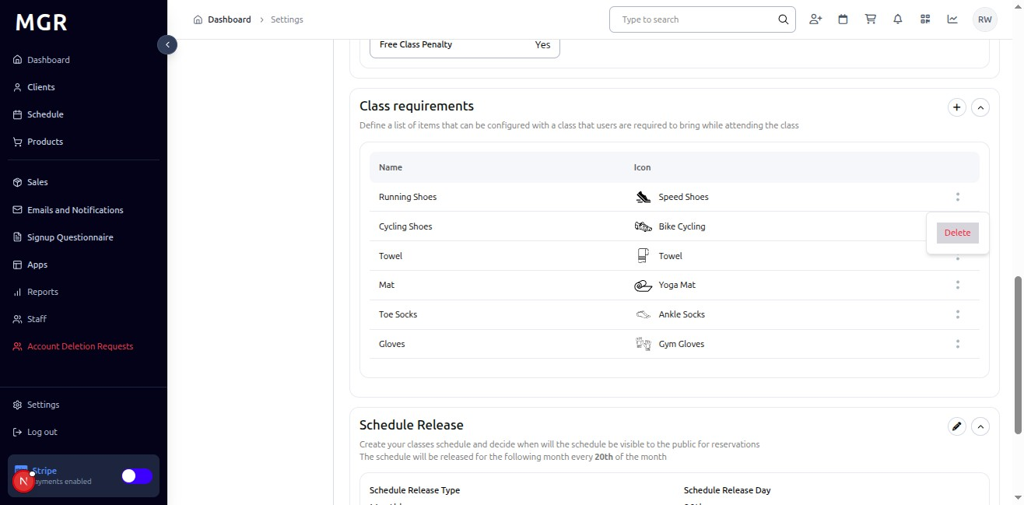 MGR
Dashboard > Settings
Type to search
RW
Dashboard
Clients
Schedule
Products
Sales
Emails and Notifications
Signup Questionnaire
Apps
Reports
Staff
Account Deletion Requests
Settings
Log out
Stripe
ayments enabled
N
Free Class Penalty Yes
Class requirements
Define a list of items that can be configured with a class that users are required to bring while attending the class
Name Icon
Running Shoes Speed Shoes
Cycling Shoes Bike Cycling
Delete
Towel Towel
Mat Yoga Mat
Toe Socks Ankle Socks
Gloves Gym Gloves
Schedule Release
Create your classes schedule and decide when will the schedule be visible to the public for reservations
The schedule will be released for the following month every 20th of the month
Schedule Release Type Schedule Release Day